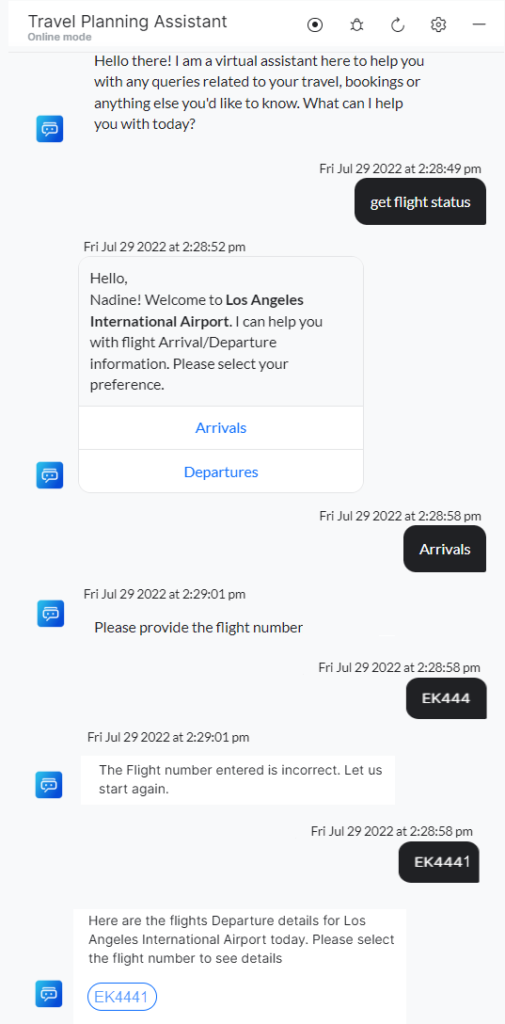 Travel Planning Assistant
Online mode
Hello there! I am a virtual assistant here to help you
with any queries related to your travel, bookings or
anything else you'd like to know. What can I help
you with today?
Fri Jul 29 2022 at 2:28:49 pm
get flight status
Fri Jul 29 2022 at 2:28:52 pm
Hello,
Nadine! Welcome to Los Angeles
International Airport. I can help you
with flight Arrival/Departure
information. Please select your
preference.
Arrivals
Departures
Fri Jul 29 2022 at 2:28:58 pm
Arrivals
Fri Jul 29 2022 at 2:29:01 pm
Please provide the flight number
Fri Jul 29 2022 at 2:28:58 pm
EK444
Fri Jul 29 2022 at 2:29:01 pm
The Flight number entered is incorrect. Let us
start again.
Fri Jul 29 2022 at 2:28:58 pm
EK4441
Here are the flights Departure details for Los
Angeles International Airport today. Please select
the flight number to see details
EK4441